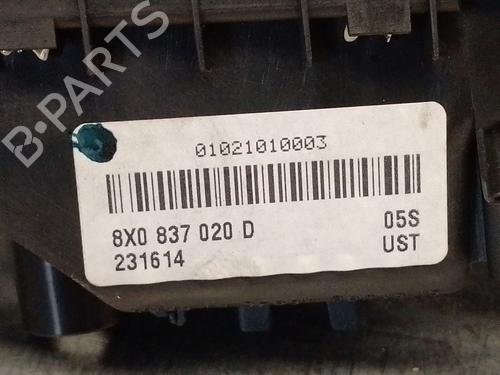 B-PARTS
01021010003
8X0 837 020 D 05S
231614 UST